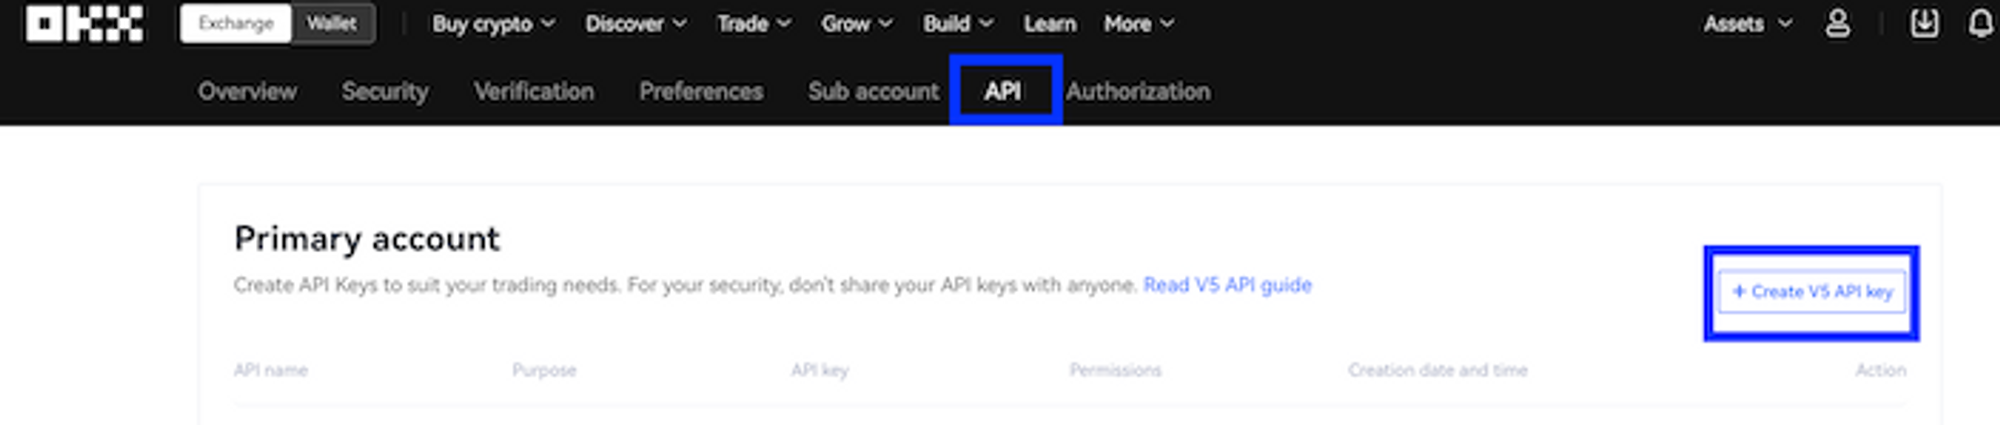 OKX Exchange Wallet Buy crypto Discover Trade Grow Build Learn More Assets
Overview Security Verification Preferences Sub account API Authorization
Primary account
Create API Keys to suit your trading needs. For your security, don't share your API keys with anyone. Read V5 API guide
+ Create V5 API key
API name Purpose API key Permissions Creation date and time Action